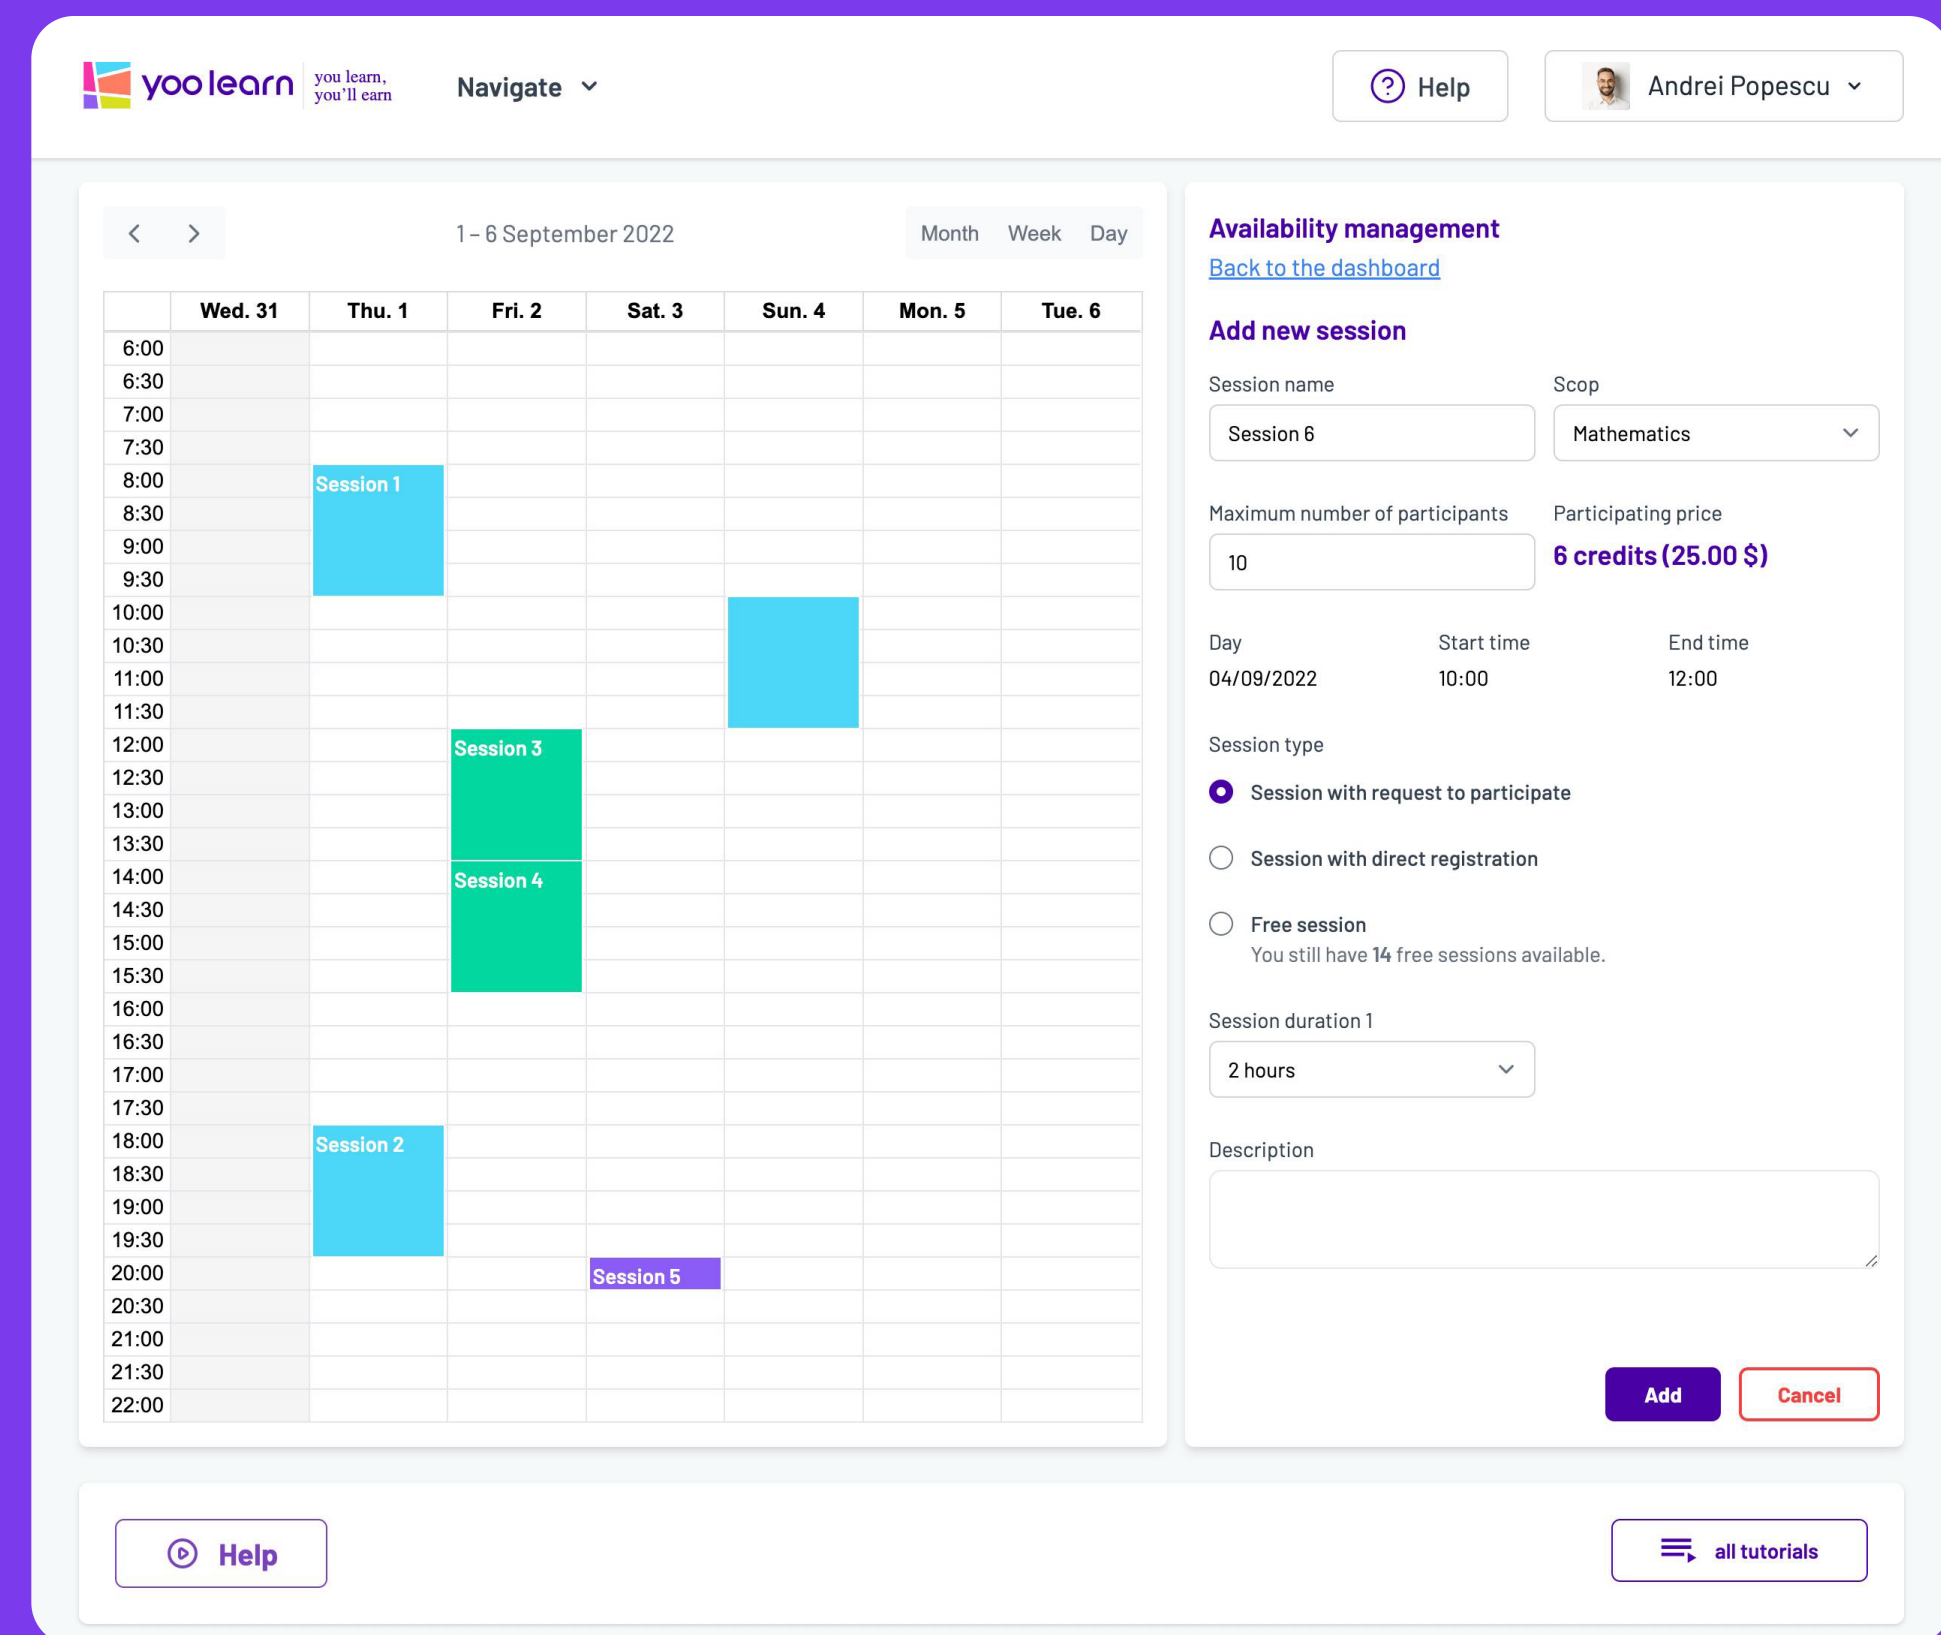 yoo learn
you learn,
you'll earn
Navigate
Help
Andrei Popescu
1 – 6 September 2022
Month Week Day
Wed. 31 Thu. 1 Fri. 2 Sat. 3 Sun. 4 Mon. 5 Tue. 6
6:00
6:30
7:00
7:30
8:00 Session 1
8:30
9:00
9:30
10:00
10:30
11:00
11:30
12:00 Session 3
12:30
13:00
13:30
14:00 Session 4
14:30
15:00
15:30
16:00
16:30
17:00
17:30
18:00 Session 2
18:30
19:00
19:30
20:00 Session 5
20:30
21:00
21:30
22:00
Availability management
Back to the dashboard
Add new session
Session name Scop
Session 6 Mathematics
Maximum number of participants Participating price
10 6 credits (25.00 $)
Day Start time End time
04/09/2022 10:00 12:00
Session type
Session with request to participate
Session with direct registration
Free session
You still have 14 free sessions available.
Session duration 1
2 hours
Description
Add Cancel
Help
all tutorials